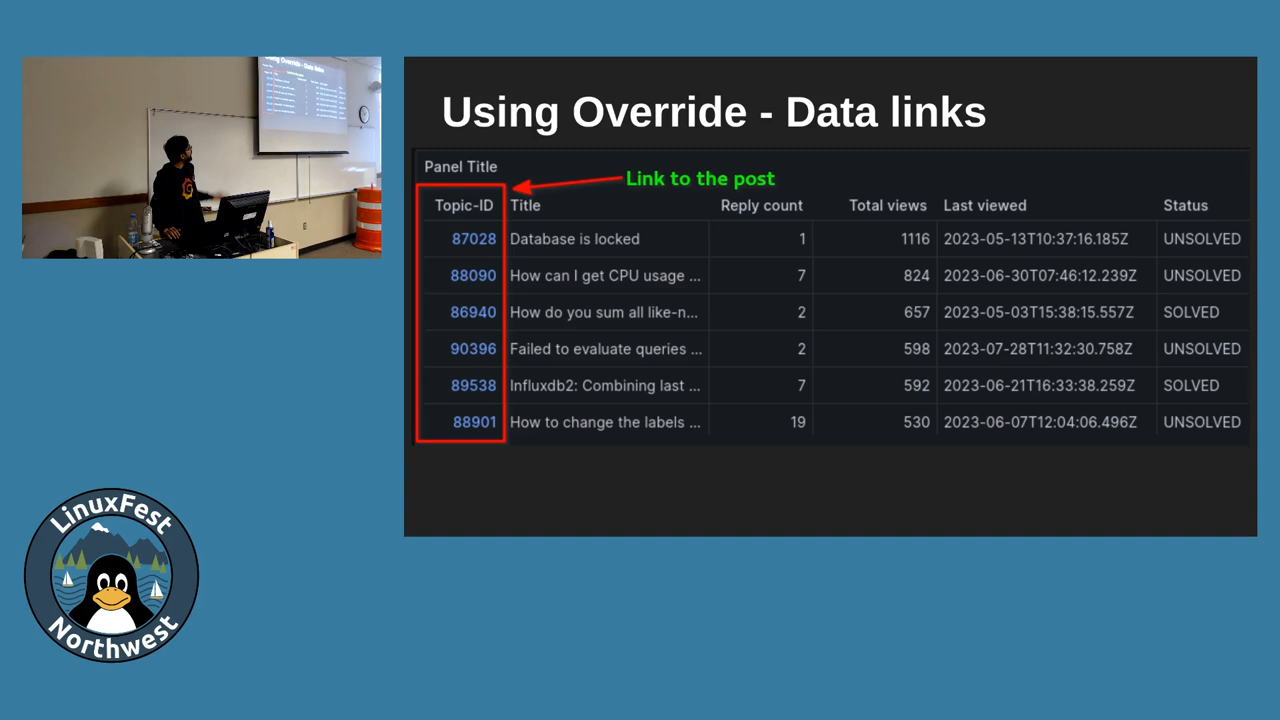 Using Override - Data links
Panel Title
Link to the post
Topic-ID Title Reply count Total views Last viewed Status
87028 Database is locked 1 1116 2023-05-13T10:37:16.185Z UNSOLVED
88090 How can I get CPU usage ... 7 824 2023-06-30T07:46:12.239Z UNSOLVED
86940 How do you sum all like-n... 2 657 2023-05-03T15:38:15.557Z SOLVED
90396 Failed to evaluate queries ... 2 598 2023-07-28T11:32:30.758Z UNSOLVED
89538 Influxdb2: Combining last ... 7 592 2023-06-21T16:33:38.259Z SOLVED
88901 How to change the labels ... 19 530 2023-06-07T12:04:06.496Z UNSOLVED
Using Override - Data links
LinuxFest
Northwest